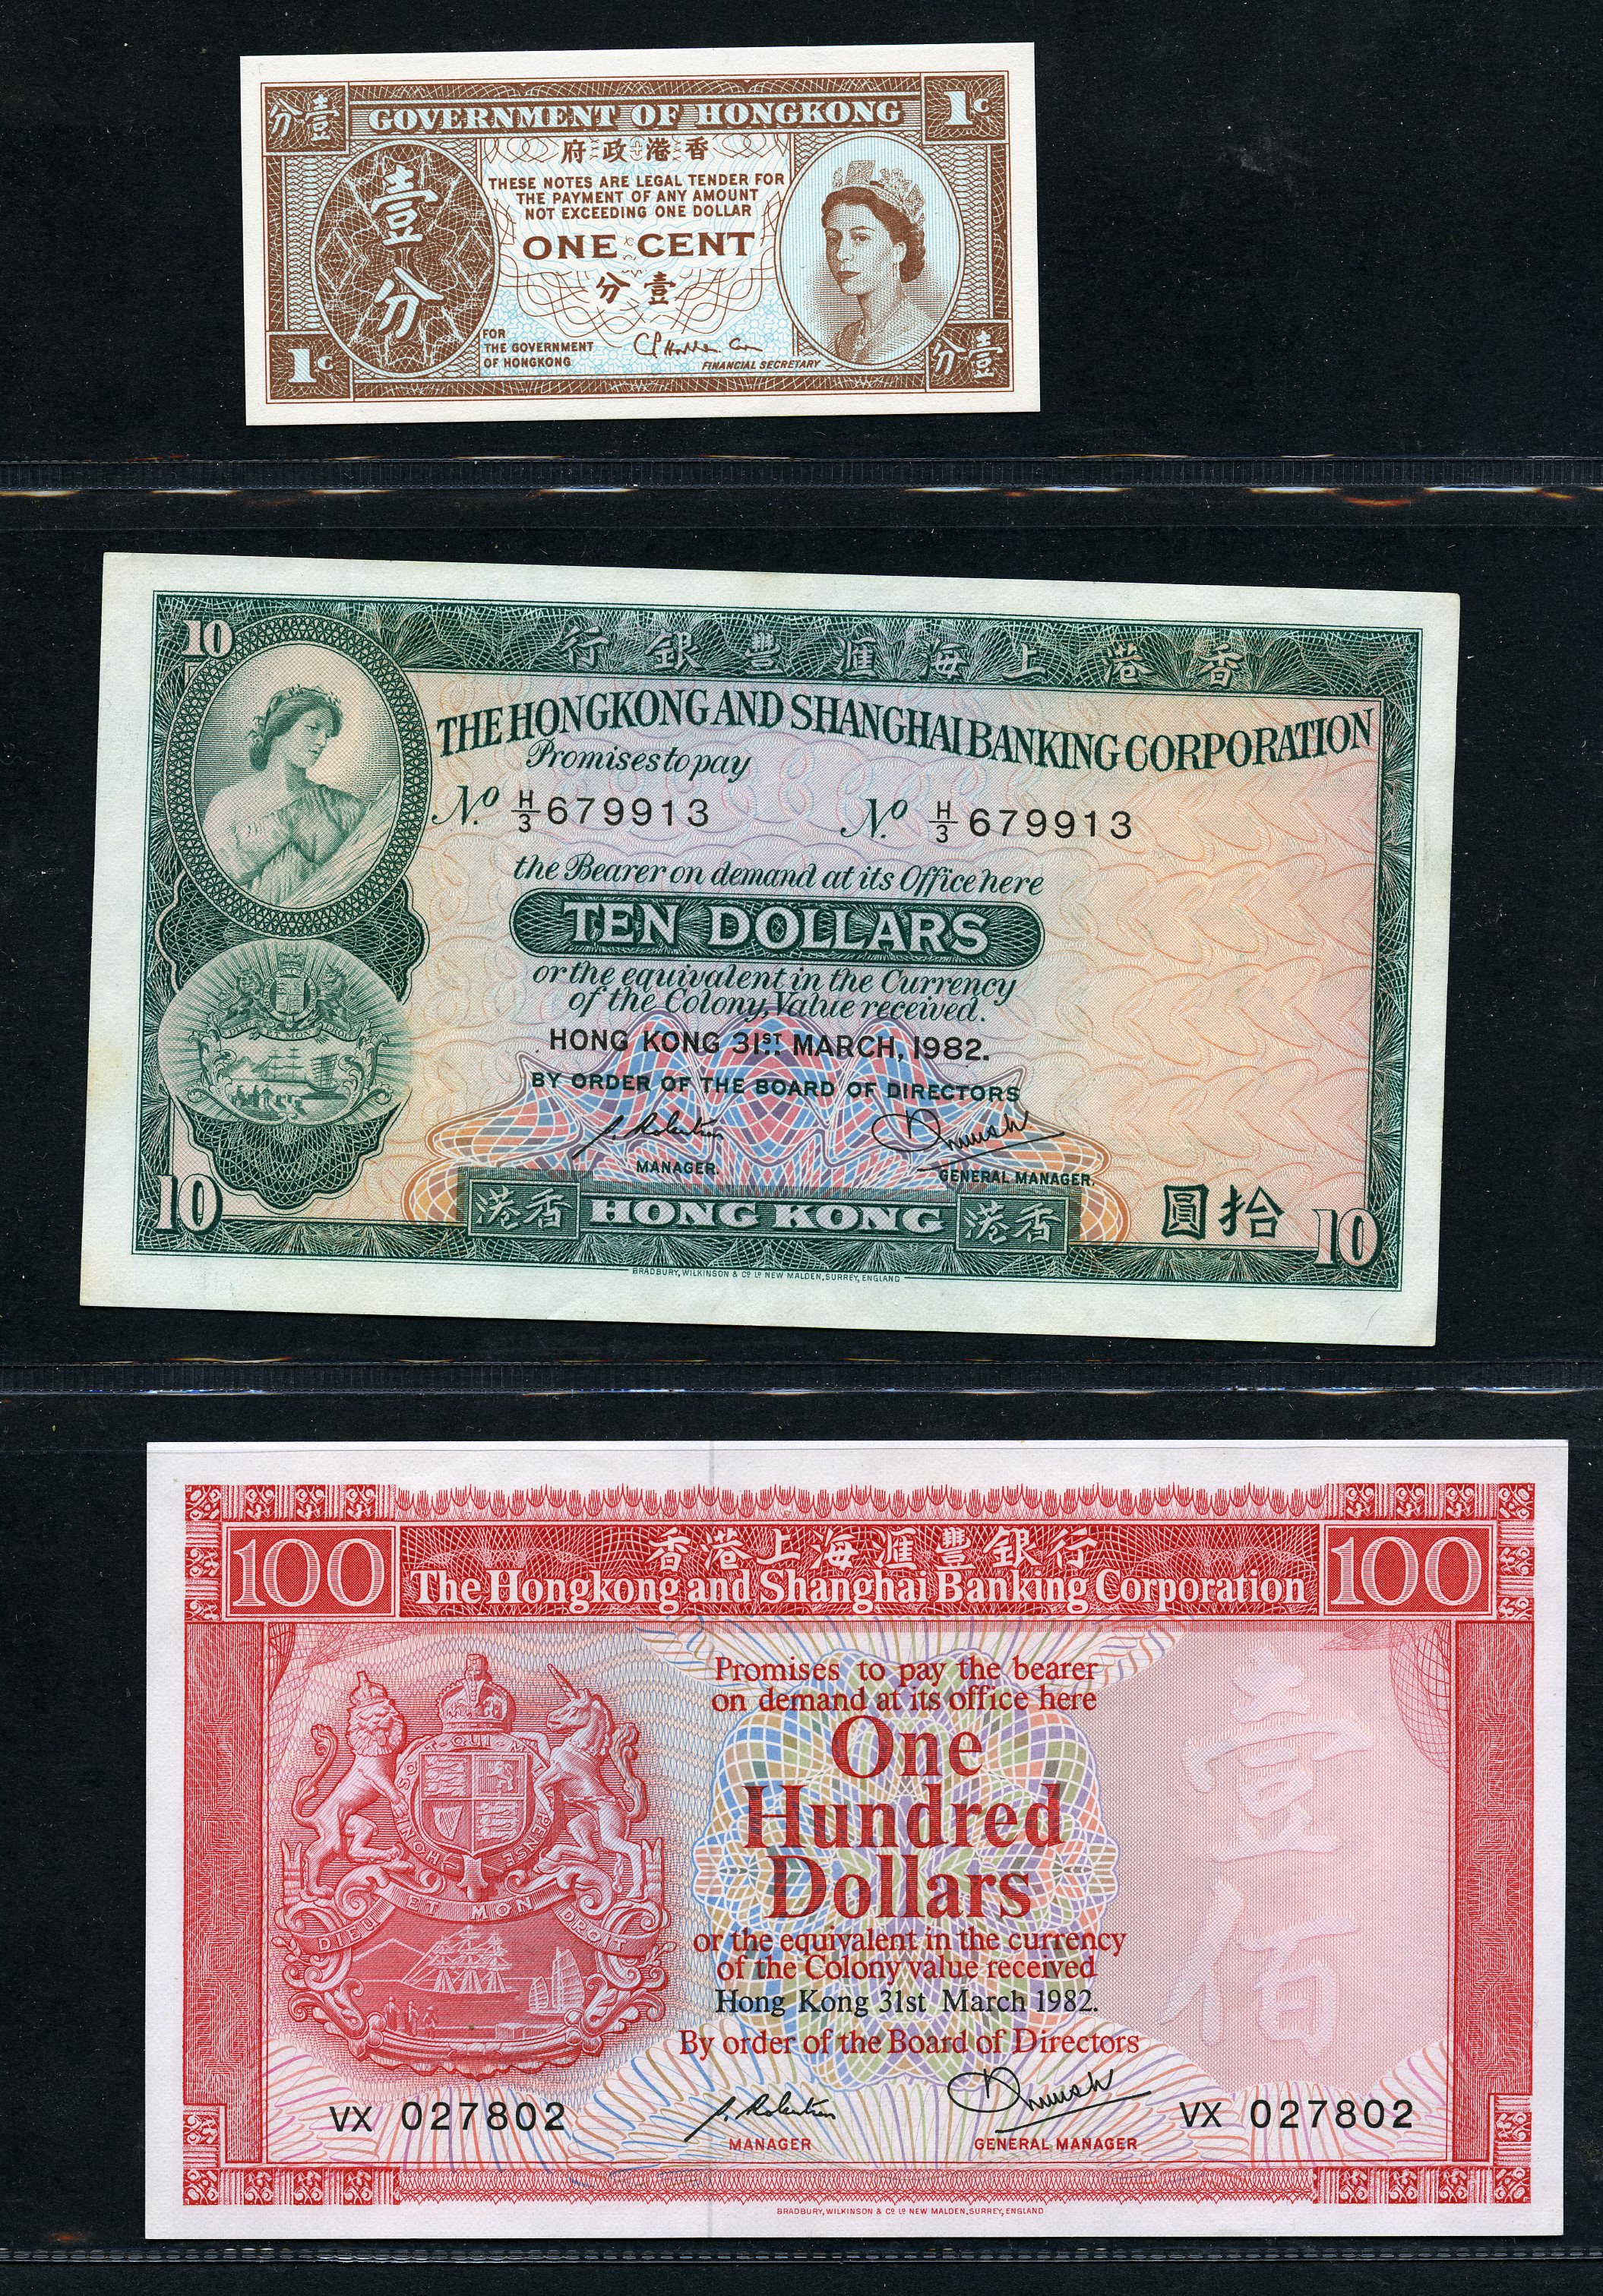 分壹 GOVERNMENT OF HONGKONG 1C
府政港香
壹分
THESE NOTES ARE LEGAL TENDER FOR
THE PAYMENT OF ANY AMOUNT
NOT EXCEEDING ONE DOLLAR
ONE CENT
分壹
FOR
THE GOVERNMENT
OF HONGKONG
FINANCIAL SECRETARY
1C
分壹
10
行銀豐滙海上港香
THE HONGKONG AND SHANGHAI BANKING CORPORATION
Promises to pay
No. H/3 679913 No. H/3 679913
the Bearer on demand at its Office here
TEN DOLLARS
or the equivalent in the Currency
of the Colony, Value received.
HONG KONG 31ST MARCH, 1982.
BY ORDER OF THE BOARD OF DIRECTORS
MANAGER. GENERAL MANAGER.
10 港香 HONG KONG 港香 圓拾 10
BRADBURY, WILKINSON & CO. LD. NEW MALDEN, SURREY, ENGLAND
100 香港上海滙豐銀行 100
The Hongkong and Shanghai Banking Corporation
Promises to pay the bearer
on demand at its office here
One
Hundred
Dollars
or the equivalent in the currency
of the Colony value received
Hong Kong 31st March 1982.
By order of the Board of Directors
壹佰
DIEU ET MON DROIT
VX 027802 VX 027802
MANAGER GENERAL MANAGER
BRADBURY, WILKINSON & CO. LD. NEW MALDEN, SURREY, ENGLAND